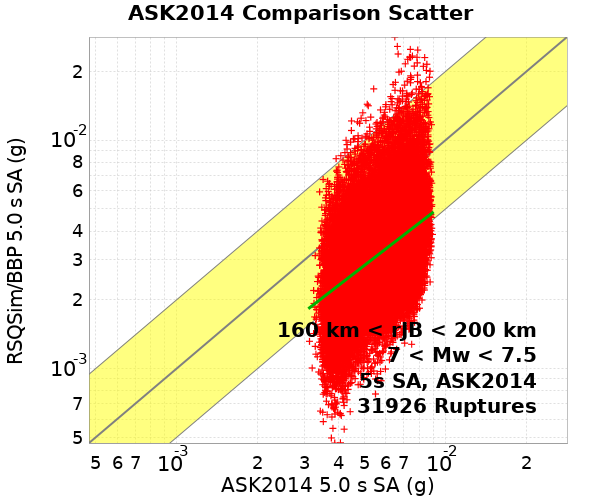 ASK2014 Comparison Scatter
RSQSim/BBP 5.0 s SA (g)
2
10-2
8
6
4
3
2
10-3
7
5
160 km < rJB < 200 km
7 < Mw < 7.5
5s SA, ASK2014
31926 Ruptures
5 6 7 10-3 2 3 4 5 6 7 10-2 2
ASK2014 5.0 s SA (g)